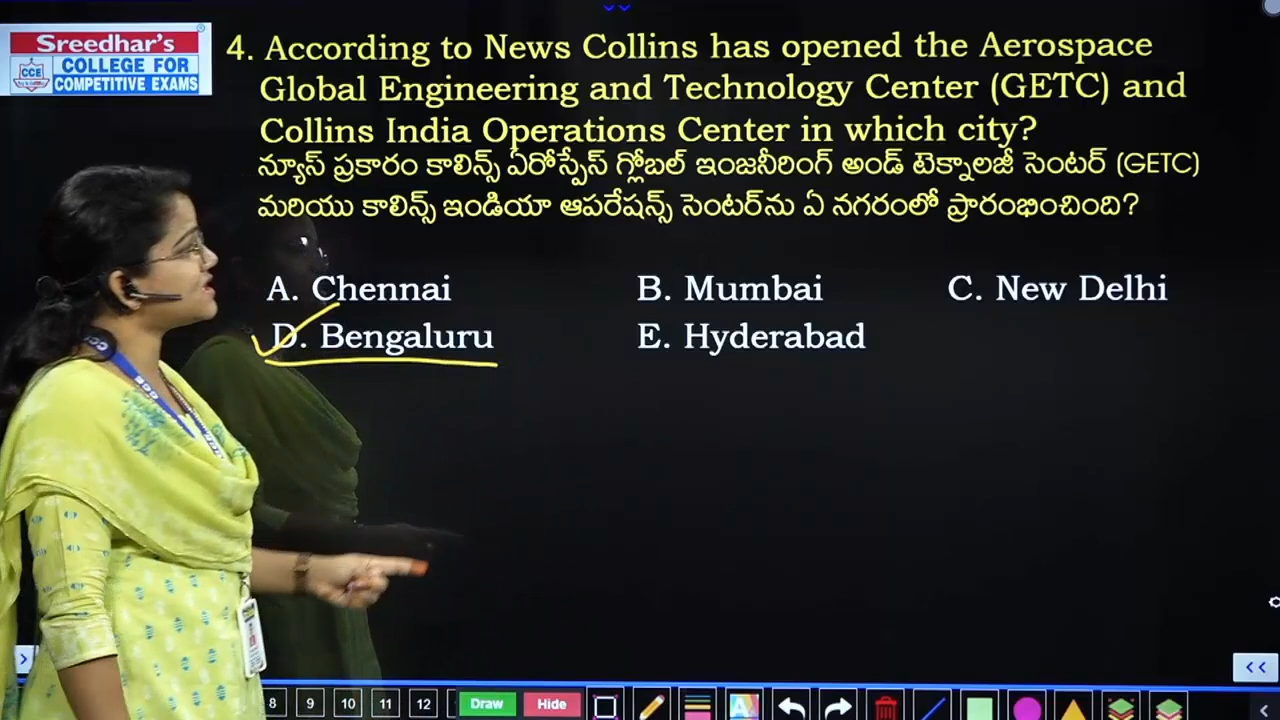 Sreedhar's
CCE
COLLEGE FOR
COMPETITIVE EXAMS
4. According to News Collins has opened the Aerospace
Global Engineering and Technology Center (GETC) and
Collins India Operations Center in which city?
న్యూస్ ప్రకారం కాలిన్స్ ఏరోస్పేస్ గ్లోబల్ ఇంజనీరింగ్ అండ్ టెక్నాలజీ సెంటర్ (GETC)
మరియు కాలిన్స్ ఇండియా ఆపరేషన్స్ సెంటర్‌ను ఏ నగరంలో ప్రారంభించింది?
A. Chennai B. Mumbai C. New Delhi
D. Bengaluru E. Hyderabad
8 9 10 11 12 Draw Hide